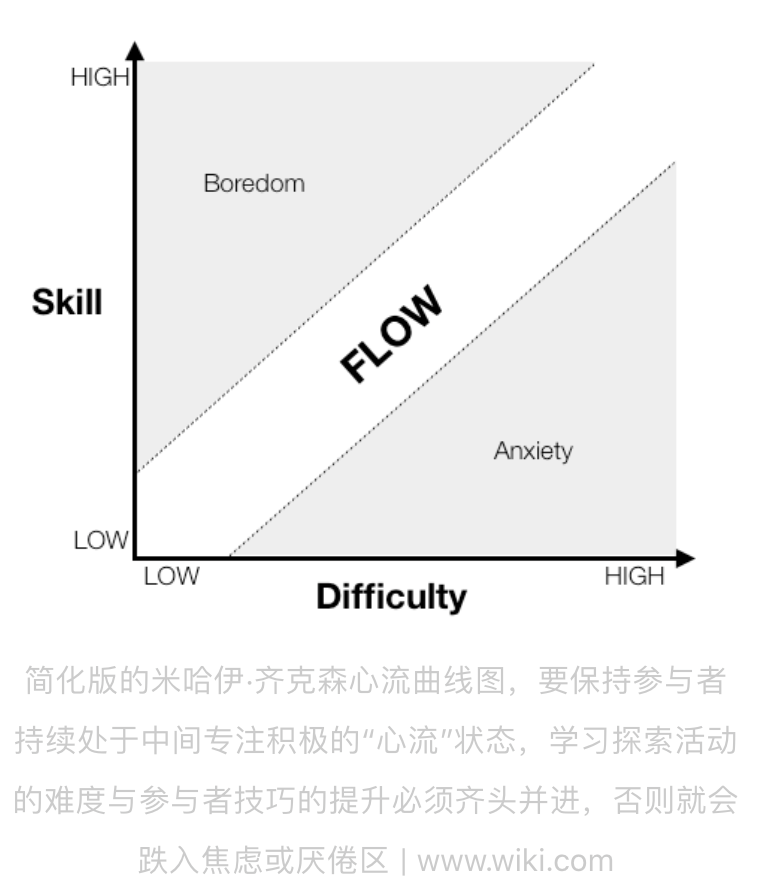 HIGH
Boredom
Skill
FLOW
Anxiety
LOW
LOW
HIGH
Difficulty
简化版的米哈伊·齐克森心流曲线图，要保持参与者
持续处于中间专注积极的“心流”状态，学习探索活动
的难度与参与者技巧的提升必须齐头并进，否则就会
跌入焦虑或厌倦区 | www.wiki.com